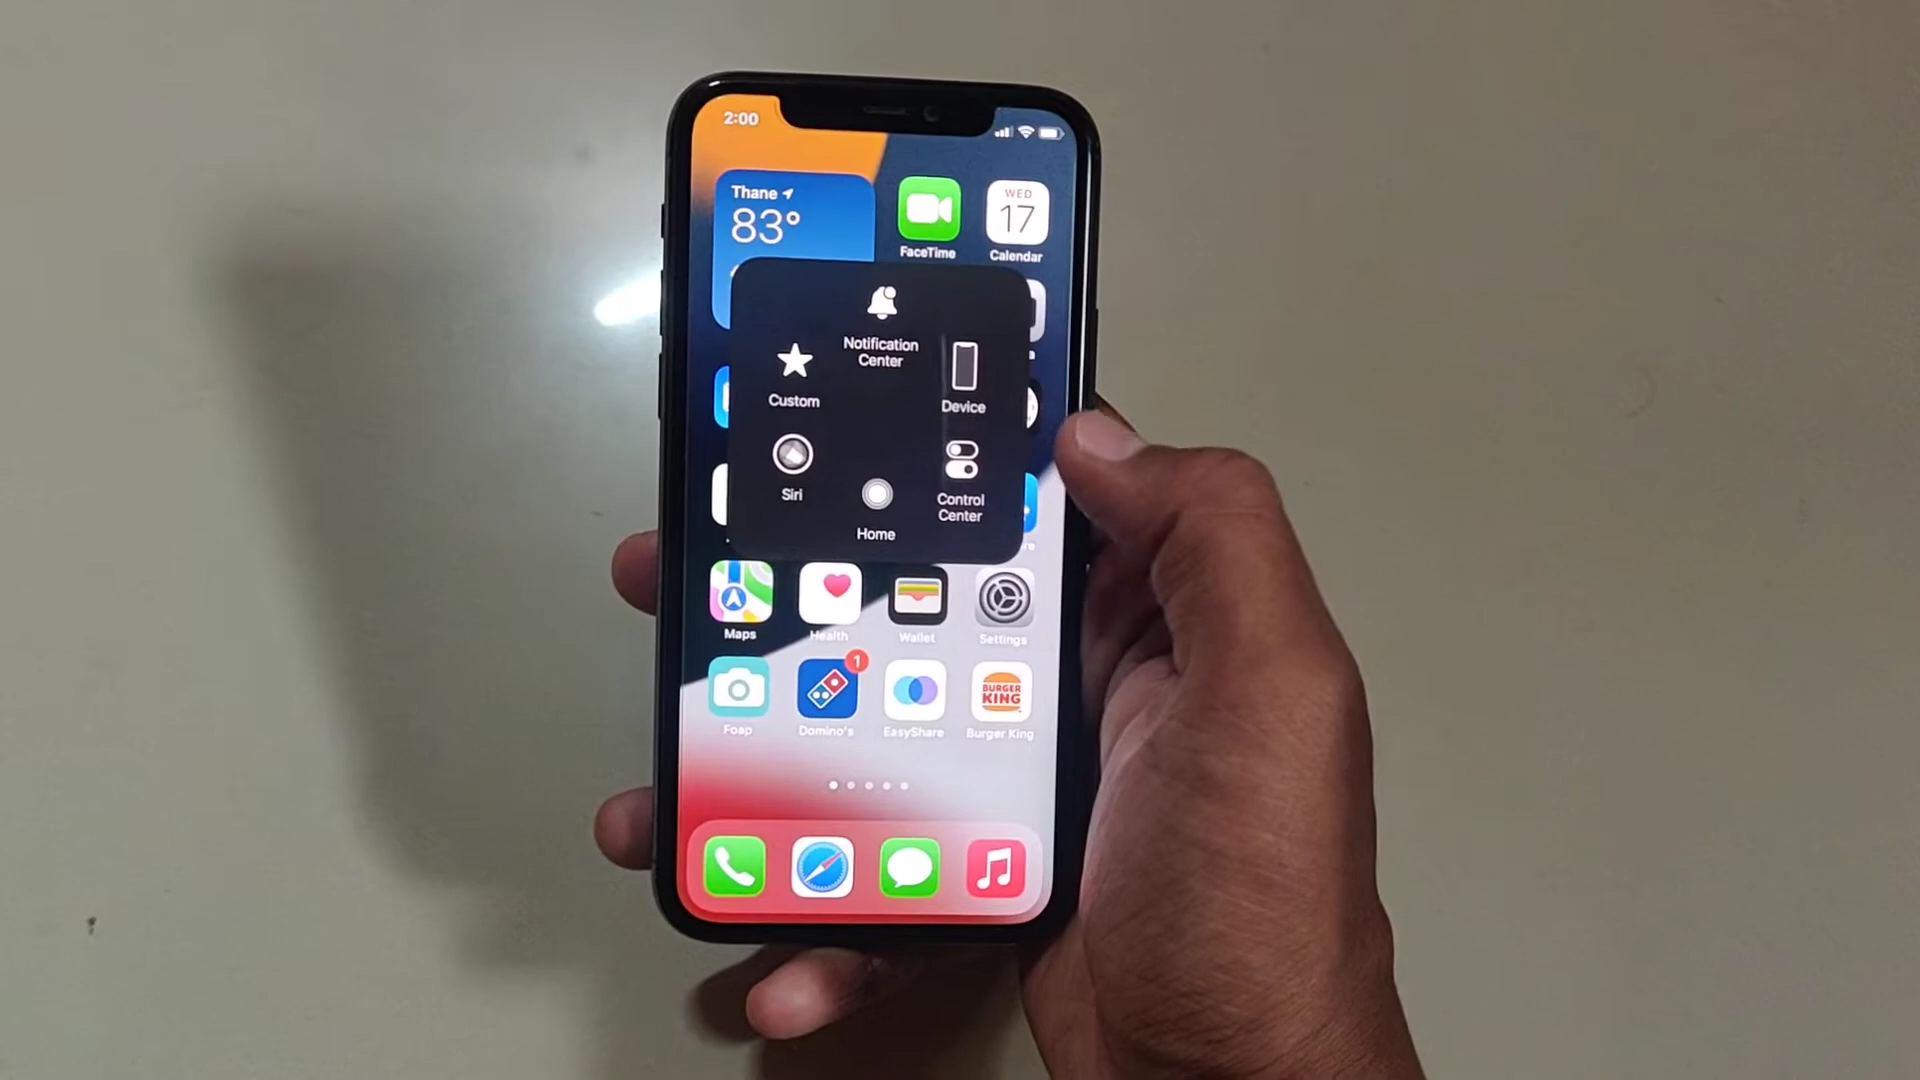 2:00
Thane
83°
FaceTime
WED
17
Calendar
Notification
Center
Custom
Device
Siri
Control
Center
Home
re
Maps
Health
Wallet
Settings
1
BURGER
KING
Foap
Domino's
EasyShare
Burger King